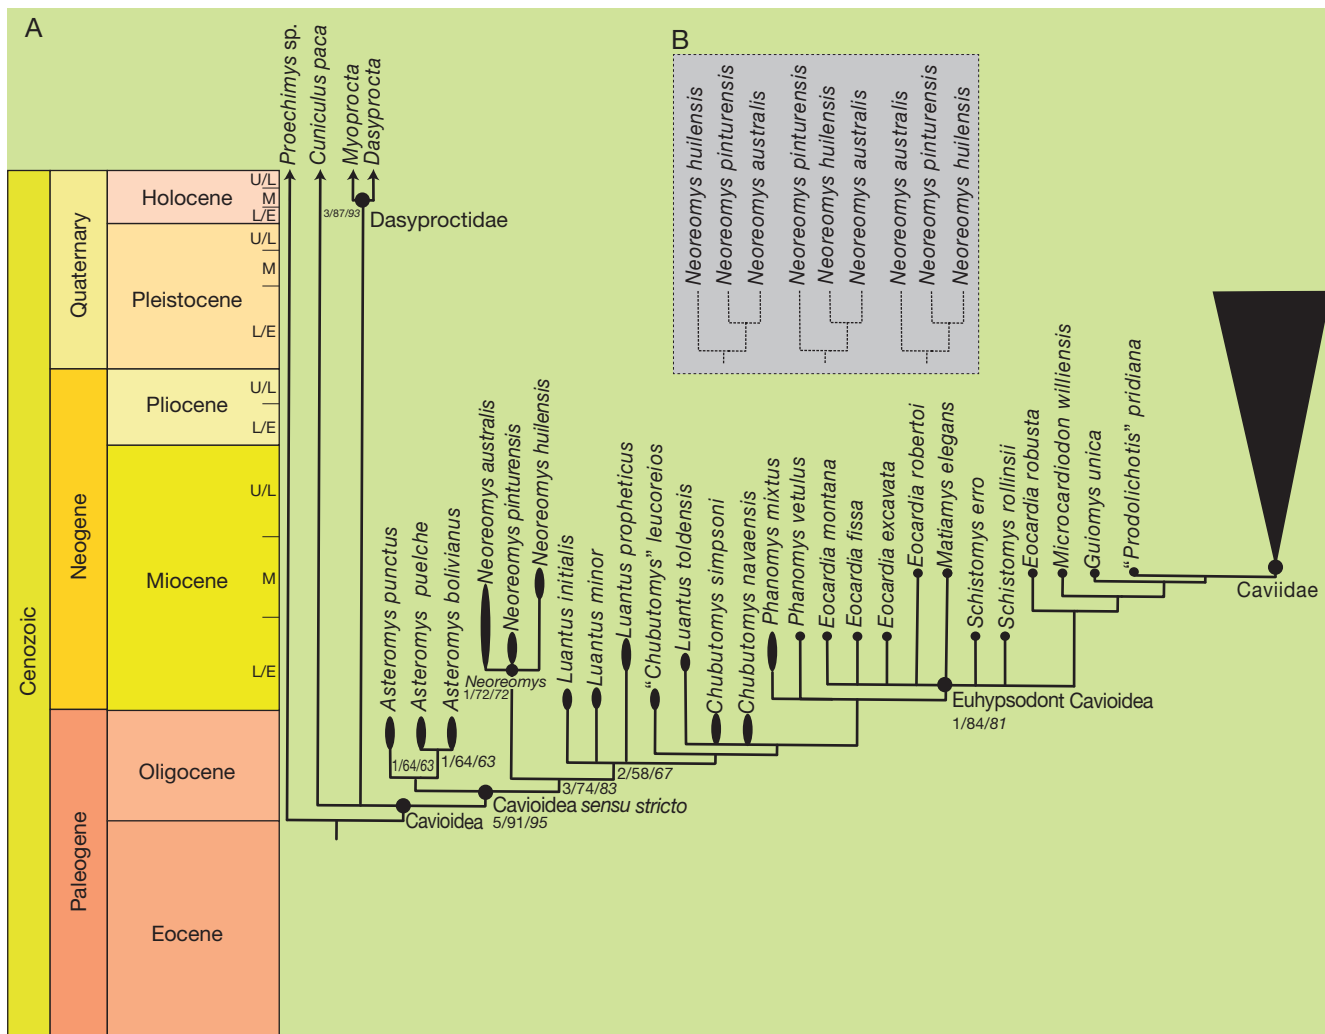 A
B
Proechimys sp.
Cuniculus paca
Myoprocta
Dasyprocta
Neoreomys huilensis
Neoreomys pinturensis
Neoreomys australis
Neoreomys pinturensis
Neoreomys huilensis
Neoreomys australis
Neoreomys australis
Neoreomys pinturensis
Neoreomys huilensis
Cenozoic
Quaternary
Neogene
Paleogene
Holocene
U/L
M
L/E
Pleistocene
U/L
M
L/E
Pliocene
U/L
L/E
Miocene
U/L
M
L/E
Oligocene
Eocene
3/87/93
Dasyproctidae
Asteromys punctus
Asteromys puelche
Asteromys bolivianus
Neoreomys australis
Neoreomys pinturensis
Neoreomys huilensis
Luantus initialis
Luantus minor
Luantus propheticus
"Chubutomys" leucoreios
Luantus toldensis
Chubutomys simpsoni
Chubutomys navaensis
Phanomys mixtus
Phanomys vetulus
Eocardia montana
Eocardia fissa
Eocardia excavata
Eocardia robertoi
Matiamys elegans
Schistomys erro
Schistomys rollinsii
Eocardia robusta
Microcardiodon williensis
Guiomys unica
"Prodolichotis" pridiana
Caviidae
Neoreomys
1/72/72
Euhypsodont Cavioidea
1/84/81
1/64/63
1/64/63
2/58/67
3/74/83
Cavioidea sensu stricto
5/91/95
Cavioidea